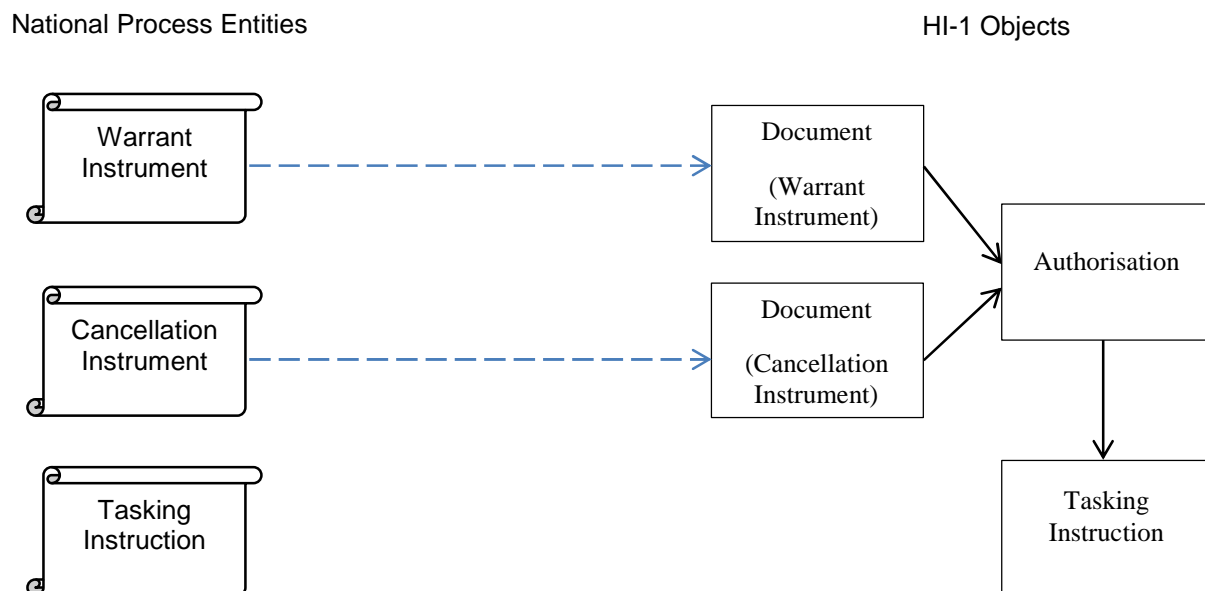 National Process Entities
HI-1 Objects
Warrant
Instrument
Document
(Warrant
Instrument)
Authorisation
Cancellation
Instrument
Document
(Cancellation
Instrument)
Tasking
Instruction
Tasking
Instruction